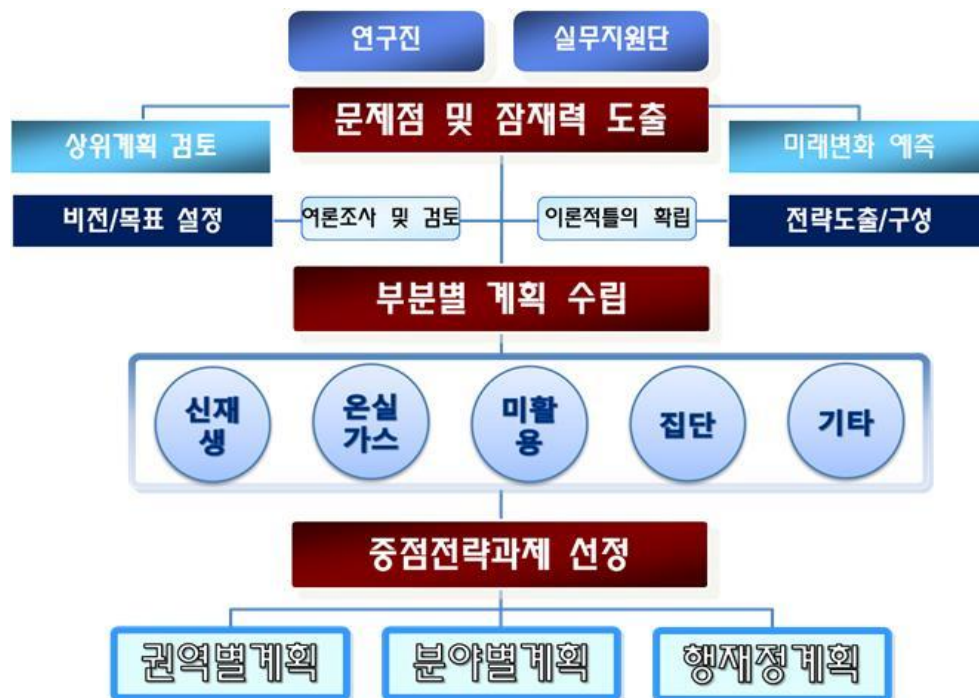 연구진
실무지원단
문제점 및 잠재력 도출
상위계획 검토
미래변화 예측
비전/목표 설정
여론조사 및 검토
이론적틀의 확립
전략도출/구성
부분별 계획 수립
신재
생
온실
가스
미활
용
집단
기타
중점전략과제 선정
권역별계획
분야별계획
행재정계획